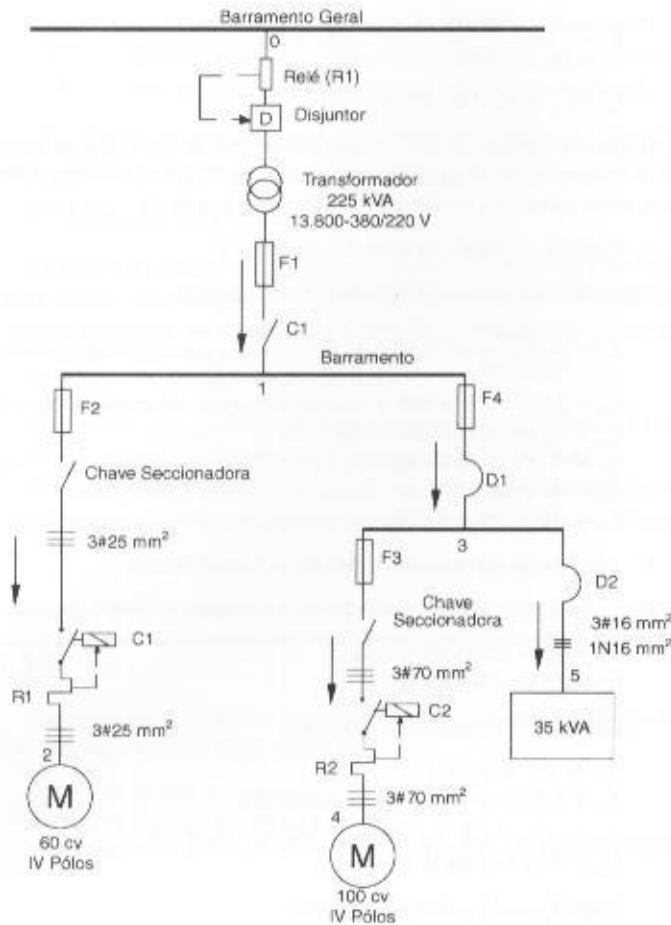 Barramento Geral
0
Relé (R1)
D
Disjuntor
Transformador
225 kVA
13.800-380/220 V
F1
C1
Barramento
1
F2
F4
Chave Seccionadora
D1
3#25 mm²
3
F3
D2
Chave
Seccionadora
3#16 mm²
1N16 mm²
C1
3#70 mm²
5
R1
C2
35 kVA
3#25 mm²
R2
2
3#70 mm²
M
4
60 cv
IV Pólos
M
100 cv
IV Pólos